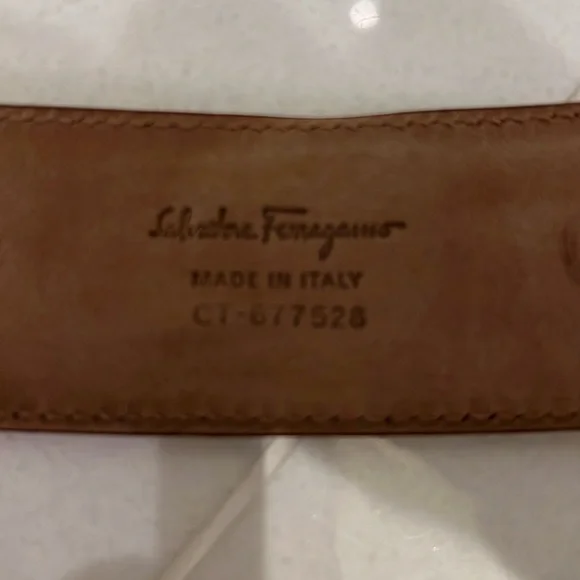 Salvatore Ferragamo
MADE IN ITALY
CT-677528